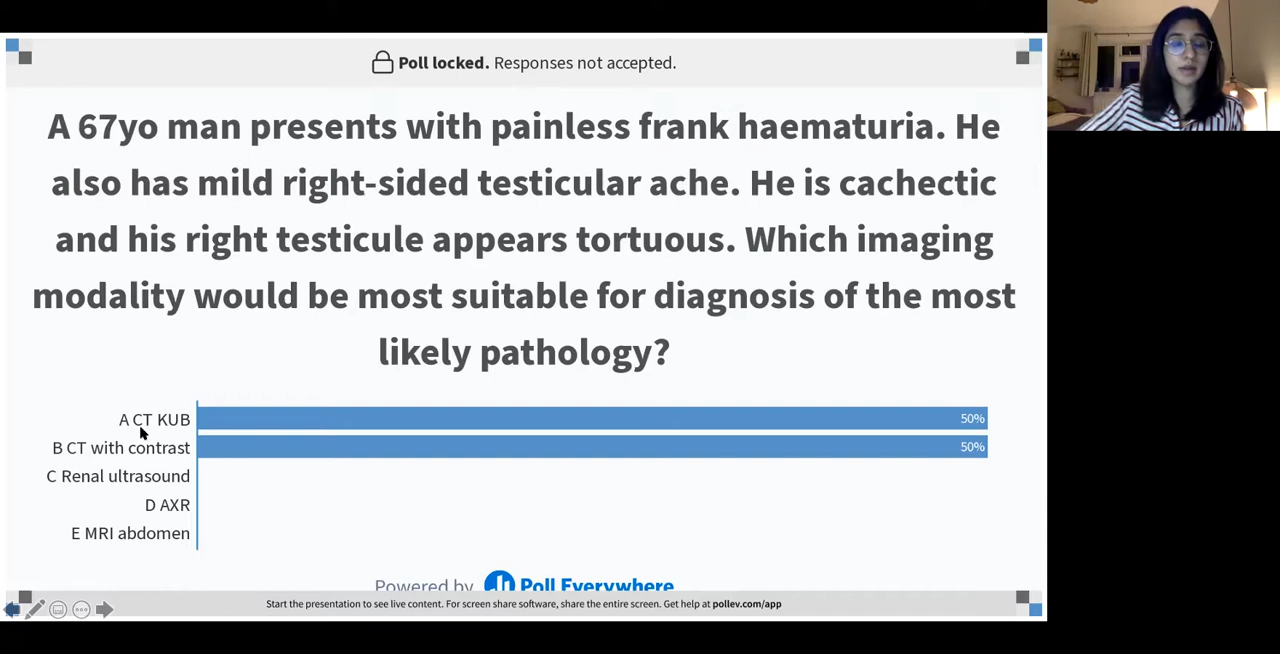 Poll locked. Responses not accepted.
A 67yo man presents with painless frank haematuria. He
also has mild right-sided testicular ache. He is cachectic
and his right testicule appears tortuous. Which imaging
modality would be most suitable for diagnosis of the most
likely pathology?
A CT KUB 50%
B CT with contrast 50%
C Renal ultrasound
D AXR
E MRI abdomen
Powered by Poll Everywhere
Start the presentation to see live content. For screen share software, share the entire screen. Get help at pollev.com/app